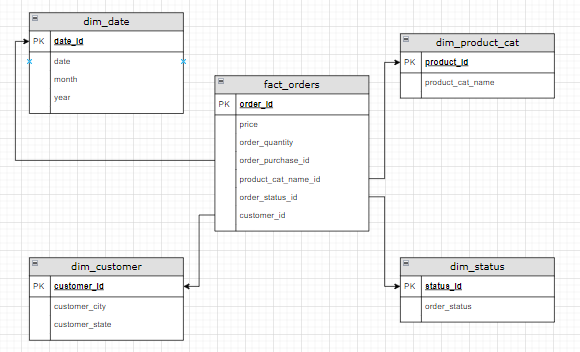 dim_date
PK date_id
date
month
year
dim_product_cat
PK product_id
product_cat_name
fact_orders
PK order_id
price
order_quantity
order_purchase_id
product_cat_name_id
order_status_id
customer_id
dim_customer
PK customer_id
customer_city
customer_state
dim_status
PK status_id
order_status